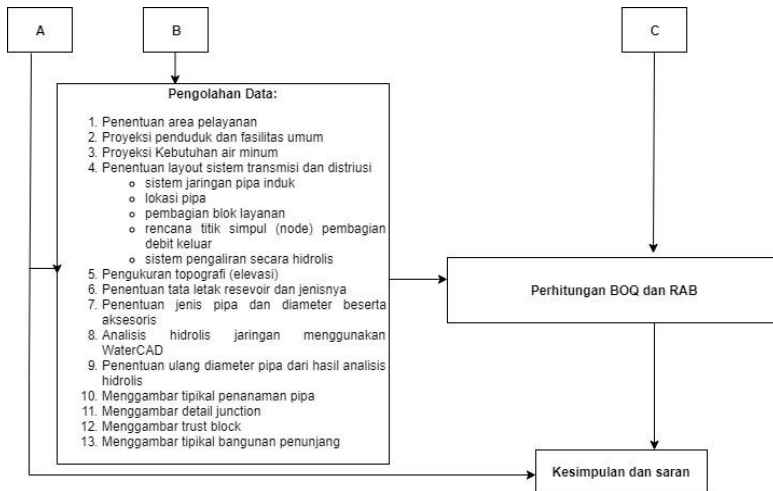 A
B
C
Pengolahan Data:
1. Penentuan area pelayanan
2. Proyeksi penduduk dan fasilitas umum
3. Proyeksi Kebutuhan air minum
4. Penentuan layout sistem transmisi dan distriusi
o sistem jaringan pipa induk
o lokasi pipa
o pembagian blok layanan
o rencana titik simpul (node) pembagian
debit keluar
o sistem pengaliran secara hidrolis
5. Pengukuran topografi (elevasi)
6. Penentuan tata letak resevoir dan jenisnya
7. Penentuan jenis pipa dan diameter beserta
aksesoris
8. Analisis hidrolis jaringan menggunakan
WaterCAD
9. Penentuan ulang diameter pipa dari hasil analisis
hidrolis
10. Menggambar tipikal penanaman pipa
11. Menggambar detail junction
12. Menggambar trust block
13. Menggambar tipikal bangunan penunjang
Perhitungan BOQ dan RAB
Kesimpulan dan saran